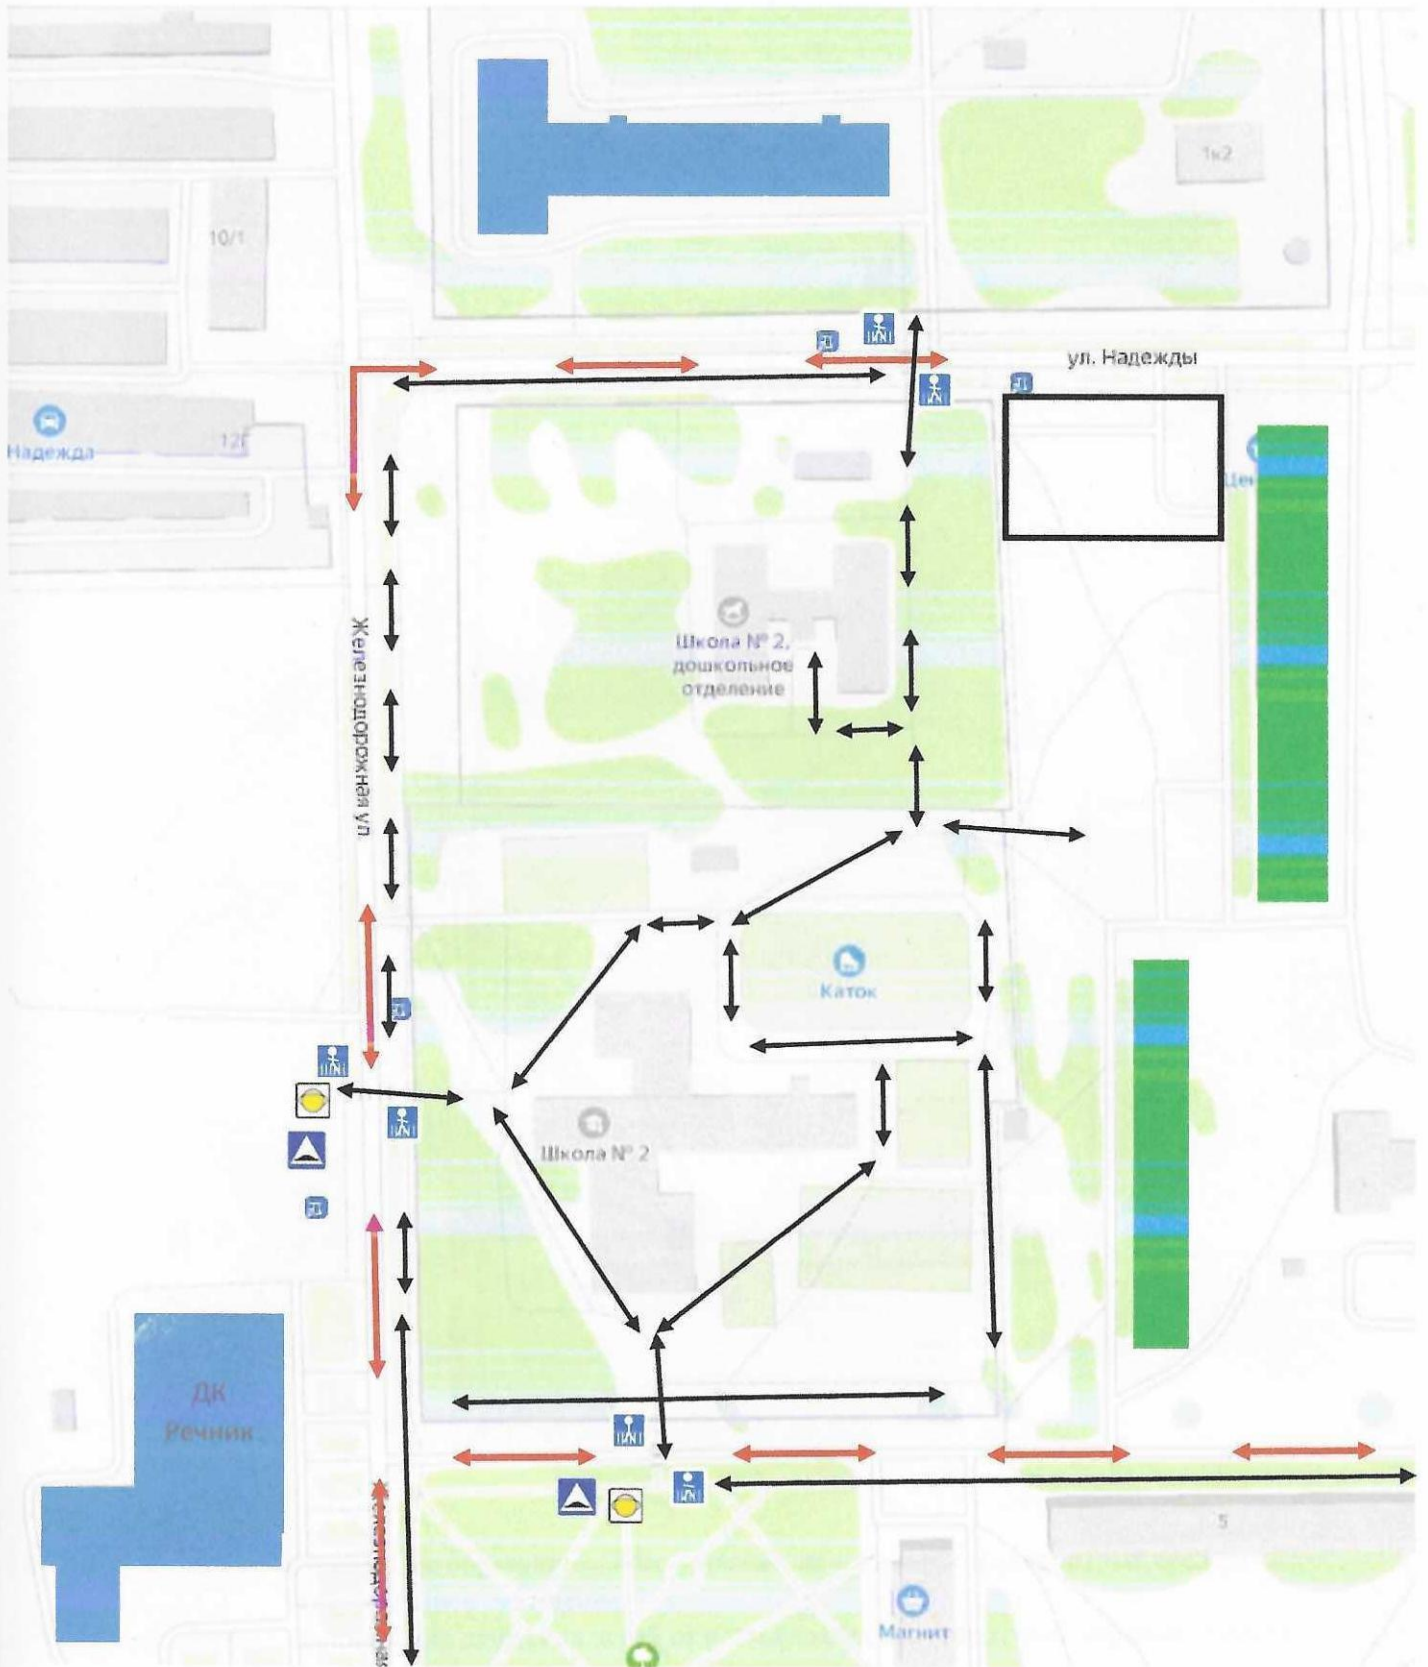 1к2
10/1
ул. Надежды
Надежда
12Г
Школа № 2,
дошкольное
отделение
Железнодорожная ул
Каток
Школа № 2
ДК
Речник
5
Магнит